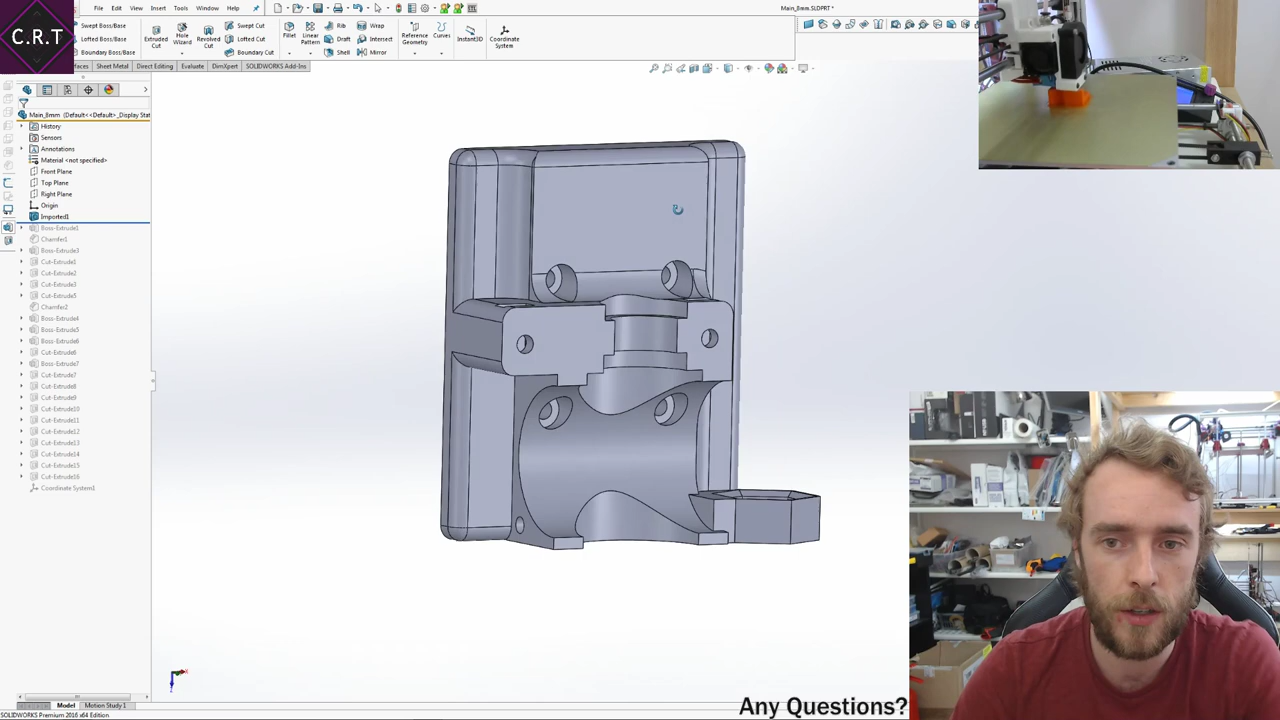 C.R.T
File Edit View Insert Tools Window Help
Main_8mm.SLDPRT *
Swept Boss/Base
Lofted Boss/Base
Boundary Boss/Base
Extruded Cut
Hole Wizard
Revolved Cut
Swept Cut
Lofted Cut
Boundary Cut
Fillet
Linear Pattern
Rib
Draft
Shell
Wrap
Intersect
Mirror
Reference Geometry
Curves
Instant3D
Coordinate System
Sheet Metal Direct Editing Evaluate DimXpert SOLIDWORKS Add-Ins
Main_8mm (Default<<Default>_Display Stat
History
Sensors
Annotations
Material <not specified>
Front Plane
Top Plane
Right Plane
Origin
Imported1
Boss-Extrude1
Chamfer1
Boss-Extrude3
Cut-Extrude1
Cut-Extrude2
Cut-Extrude3
Cut-Extrude5
Chamfer2
Boss-Extrude4
Boss-Extrude5
Boss-Extrude6
Cut-Extrude6
Boss-Extrude7
Cut-Extrude7
Cut-Extrude8
Cut-Extrude9
Cut-Extrude10
Cut-Extrude11
Cut-Extrude12
Cut-Extrude13
Cut-Extrude14
Cut-Extrude15
Cut-Extrude16
Coordinate System1
Model Motion Study 1
SOLIDWORKS Premium 2016 x64 Edition
Any Questions?